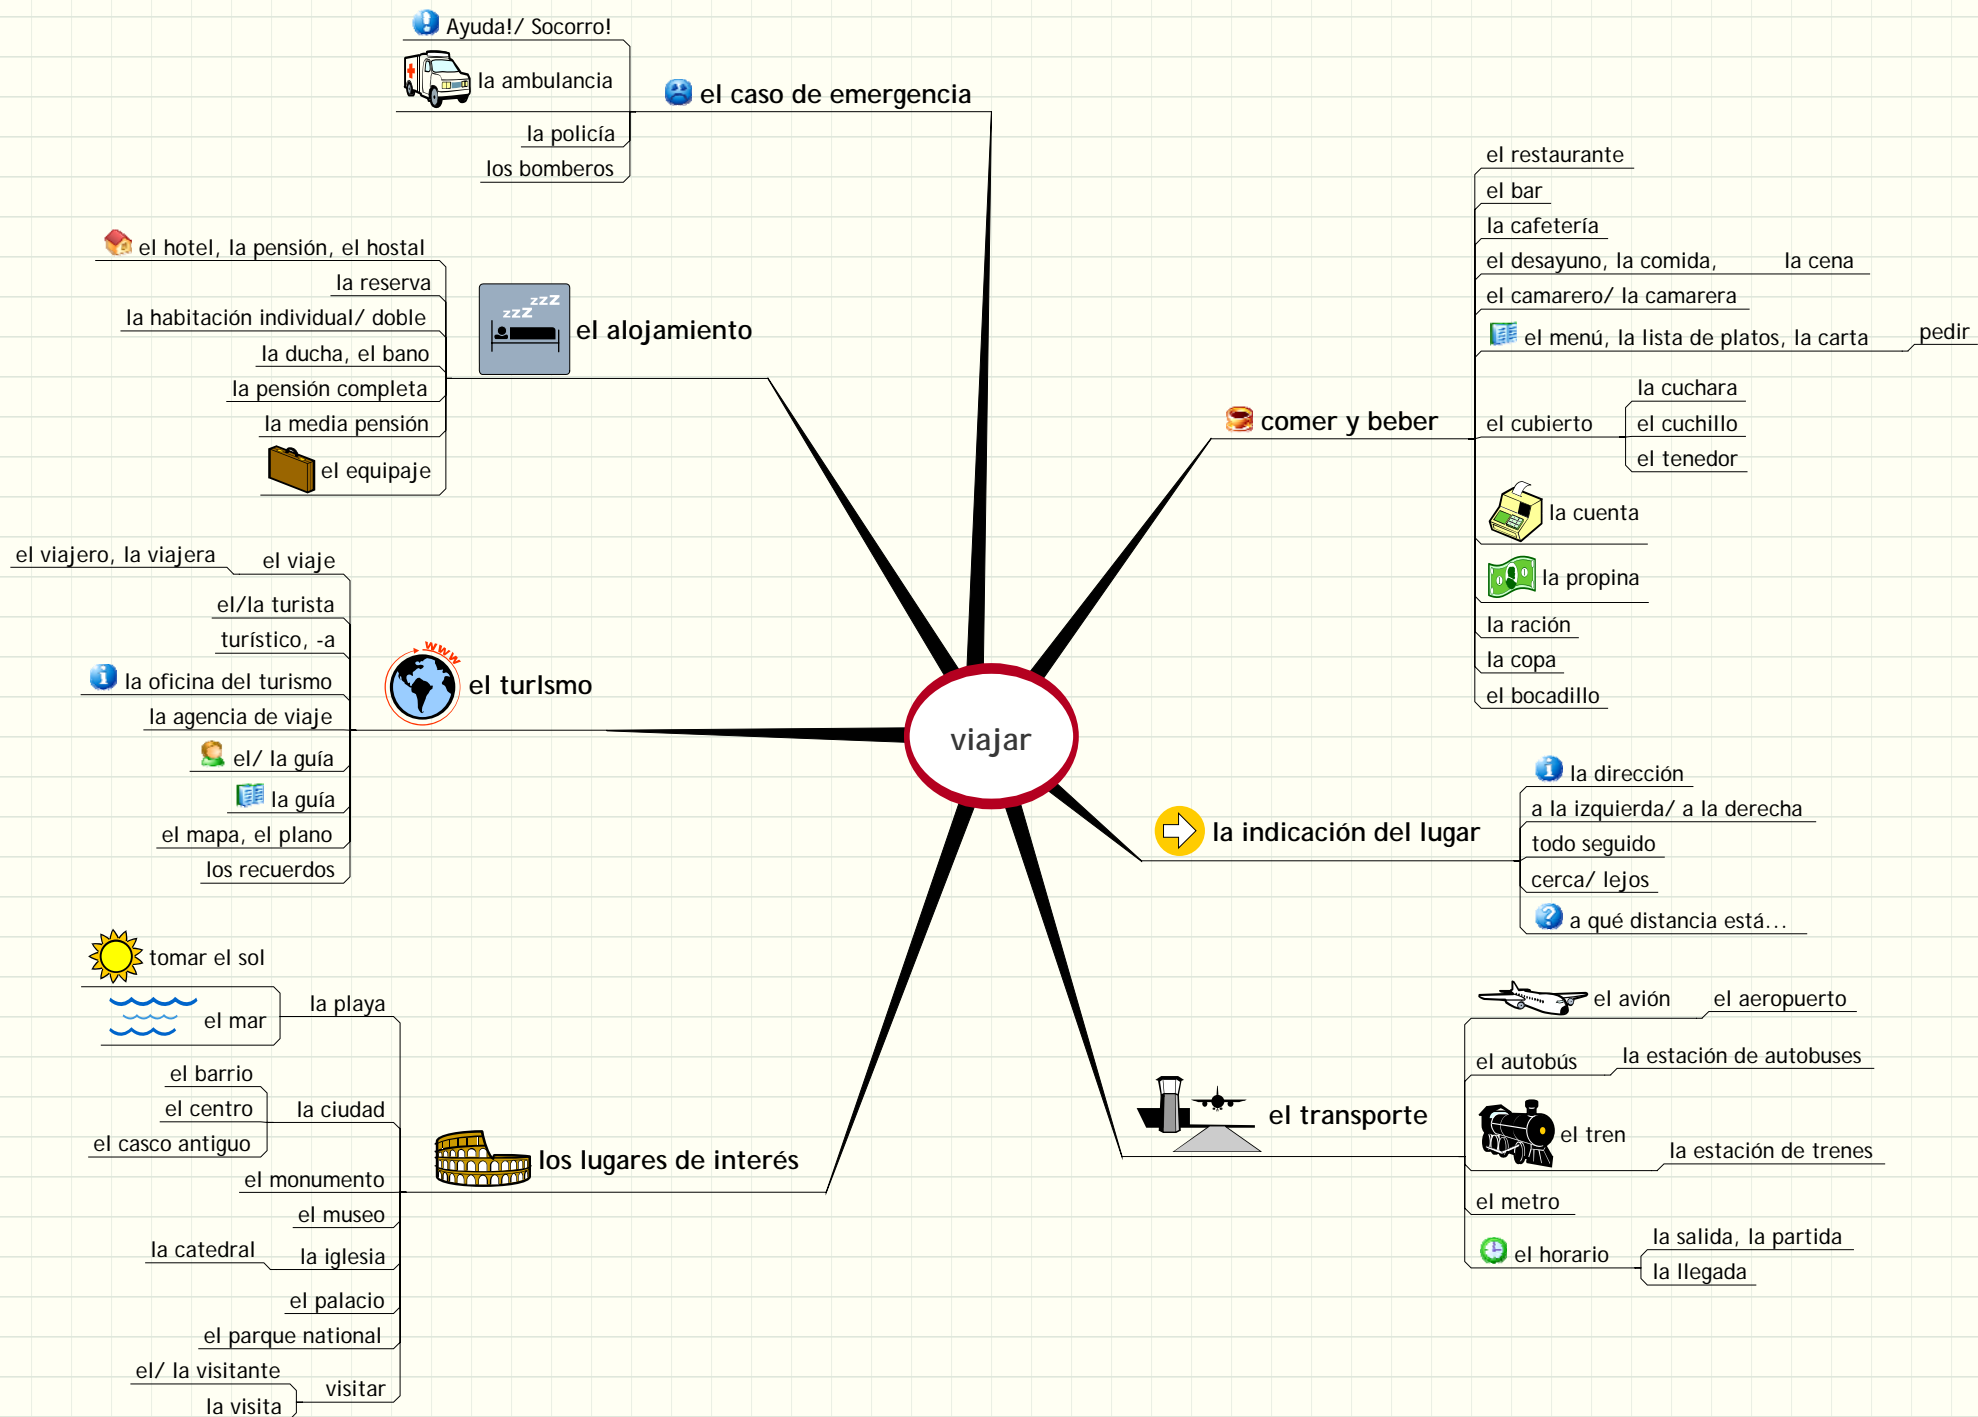 viajar
el caso de emergencia
Ayuda!/ Socorro!
la ambulancia
la policía
los bomberos
el alojamiento
zzZ
zzZ
el hotel, la pensión, el hostal
la reserva
la habitación individual/ doble
la ducha, el bano
la pensión completa
la media pensión
el equipaje
el turIsmo
www
el viaje
el viajero, la viajera
el/la turista
turístico, -a
la oficina del turismo
la agencia de viaje
el/ la guía
la guía
el mapa, el plano
los recuerdos
los lugares de interés
la playa
tomar el sol
el mar
la ciudad
el barrio
el centro
el casco antiguo
el monumento
el museo
la iglesia
la catedral
el palacio
el parque national
visitar
el/ la visitante
la visita
comer y beber
el restaurante
el bar
la cafetería
el desayuno, la comida, la cena
el camarero/ la camarera
el menú, la lista de platos, la carta
pedir
el cubierto
la cuchara
el cuchillo
el tenedor
la cuenta
la propina
la ración
la copa
el bocadillo
la indicación del lugar
la dirección
a la izquierda/ a la derecha
todo seguido
cerca/ lejos
a qué distancia está...
el transporte
el avión
el aeropuerto
el autobús
la estación de autobuses
el tren
la estación de trenes
el metro
el horario
la salida, la partida
la llegada